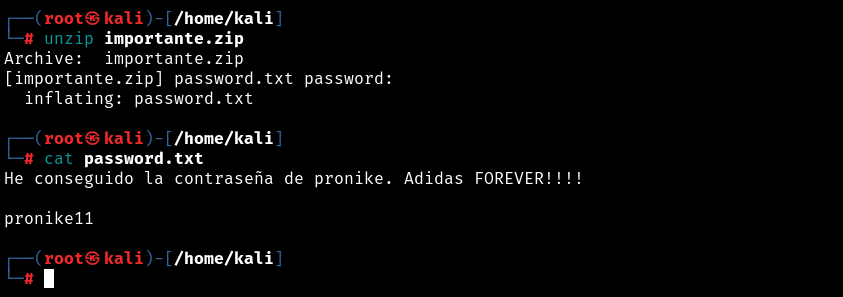 ┌──(root㉿kali)-[/home/kali]
└─# unzip importante.zip
Archive:  importante.zip
[importante.zip] password.txt password:
  inflating: password.txt
┌──(root㉿kali)-[/home/kali]
└─# cat password.txt
He conseguido la contraseña de pronike. Adidas FOREVER!!!!
pronike11
┌──(root㉿kali)-[/home/kali]
└─#